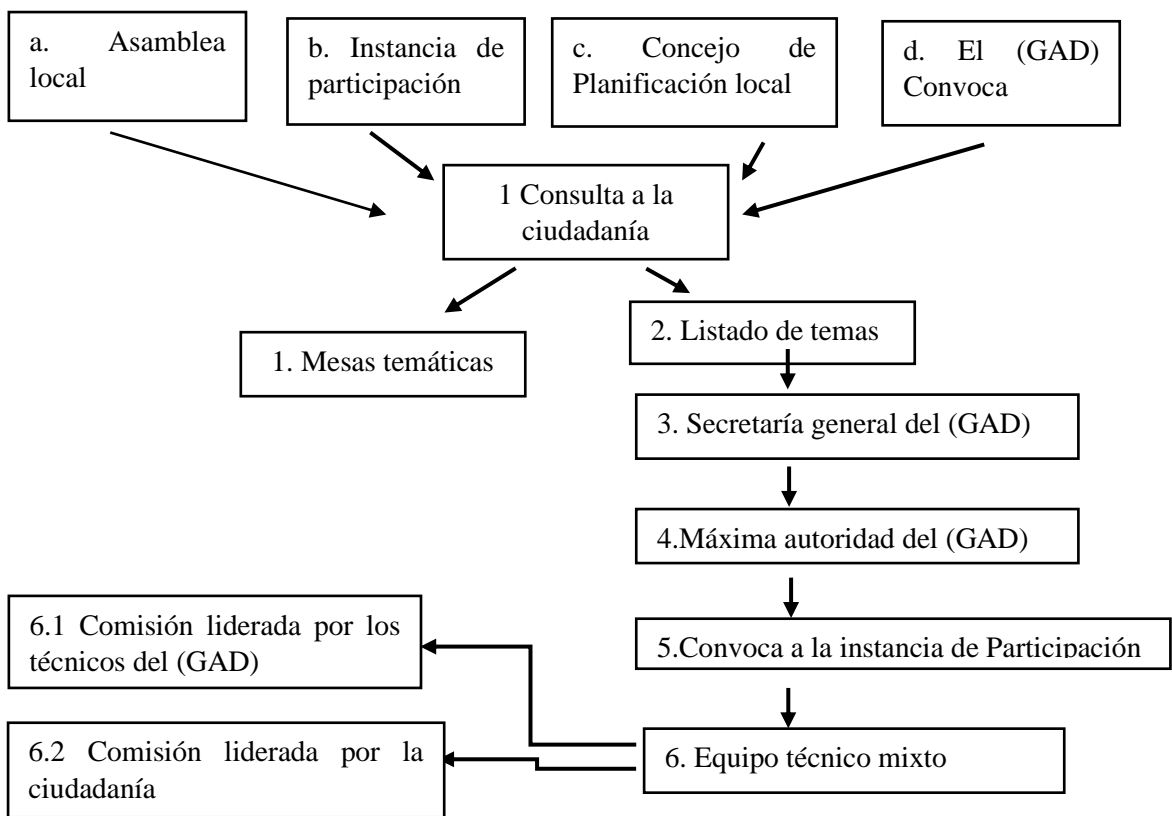 a. Asamblea
local
b. Instancia de
participación
c. Concejo de
Planificación local
d. El (GAD)
Convoca
1 Consulta a la
ciudadanía
1. Mesas temáticas
2. Listado de temas
3. Secretaría general del (GAD)
4.Máxima autoridad del (GAD)
5.Convoca a la instancia de Participación
6.1 Comisión liderada por los
técnicos del (GAD)
6.2 Comisión liderada por la
ciudadanía
6. Equipo técnico mixto